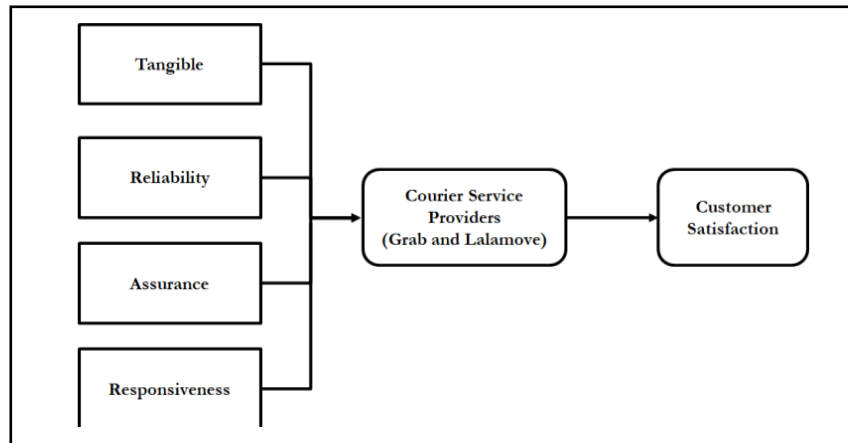 Tangible
Reliability
Assurance
Responsiveness
Courier Service
Providers
(Grab and Lalamove)
Customer
Satisfaction